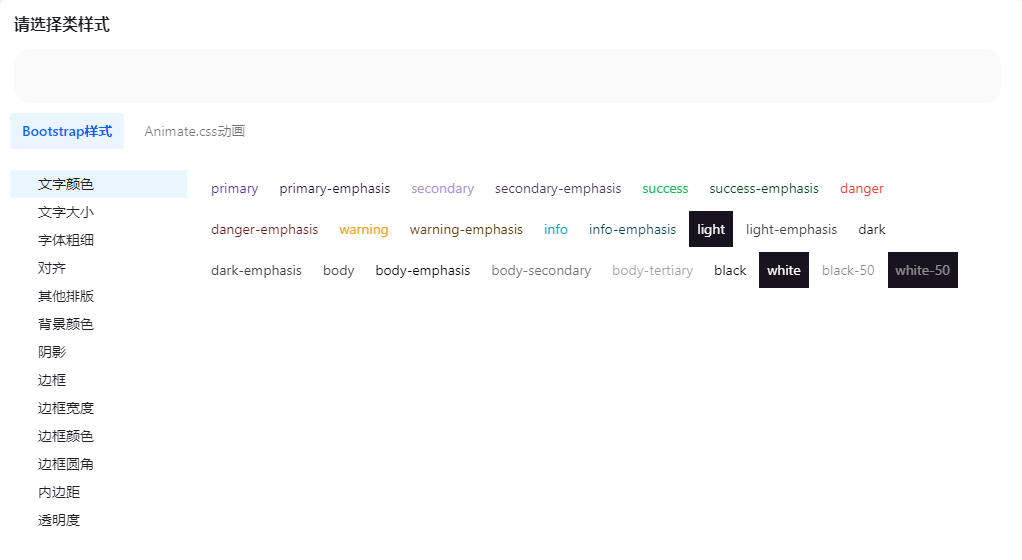 请选择类样式
Bootstrap样式 Animate.css动画
文字颜色
文字大小
字体粗细
对齐
其他排版
背景颜色
阴影
边框
边框宽度
边框颜色
边框圆角
内边距
透明度
primary primary-emphasis secondary secondary-emphasis success success-emphasis danger
danger-emphasis warning warning-emphasis info info-emphasis light light-emphasis dark
dark-emphasis body body-emphasis body-secondary body-tertiary black white black-50 white-50